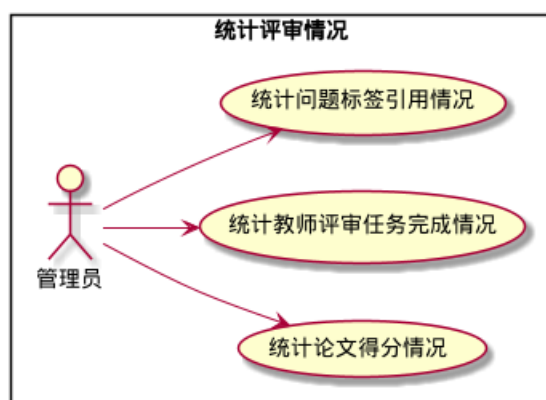 统计评审情况
统计问题标签引用情况
统计教师评审任务完成情况
管理员
统计论文得分情况